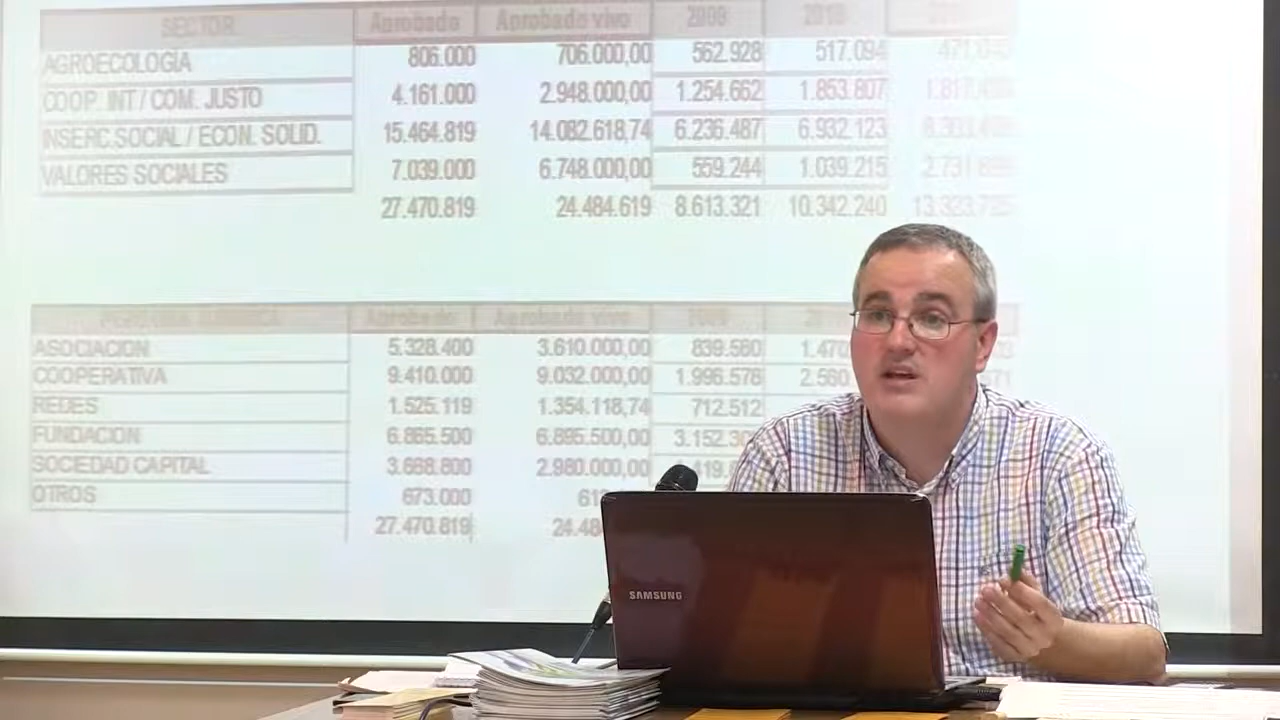 SECTOR Aprobado Aprobado vivo 2009 2010
AGROECOLOGIA 806.000 706.000,00 562.928 517.094
COOP. INT / COM. JUSTO 4.161.000 2.948.000,00 1.254.662 1.853.807
INSERC.SOCIAL / ECON. SOLID. 15.464.819 14.082.618,74 6.236.487 6.932.123
VALORES SOCIALES 7.039.000 6.748.000,00 559.244 1.039.215
27.470.819 24.484.619 8.613.321 10.342.240 13.323.725
Aprobado Aprobado vivo 2009
ASOCIACION 5.328.400 3.610.000,00 839.560
COOPERATIVA 9.410.000 9.032.000,00 1.996.578
REDES 1.525.119 1.354.118,74 712.512
FUNDACION 6.865.500 6.895.500,00
SOCIEDAD CAPITAL 3.668.800 2.980.000,00
OTROS 673.000
27.470.819
SAMSUNG